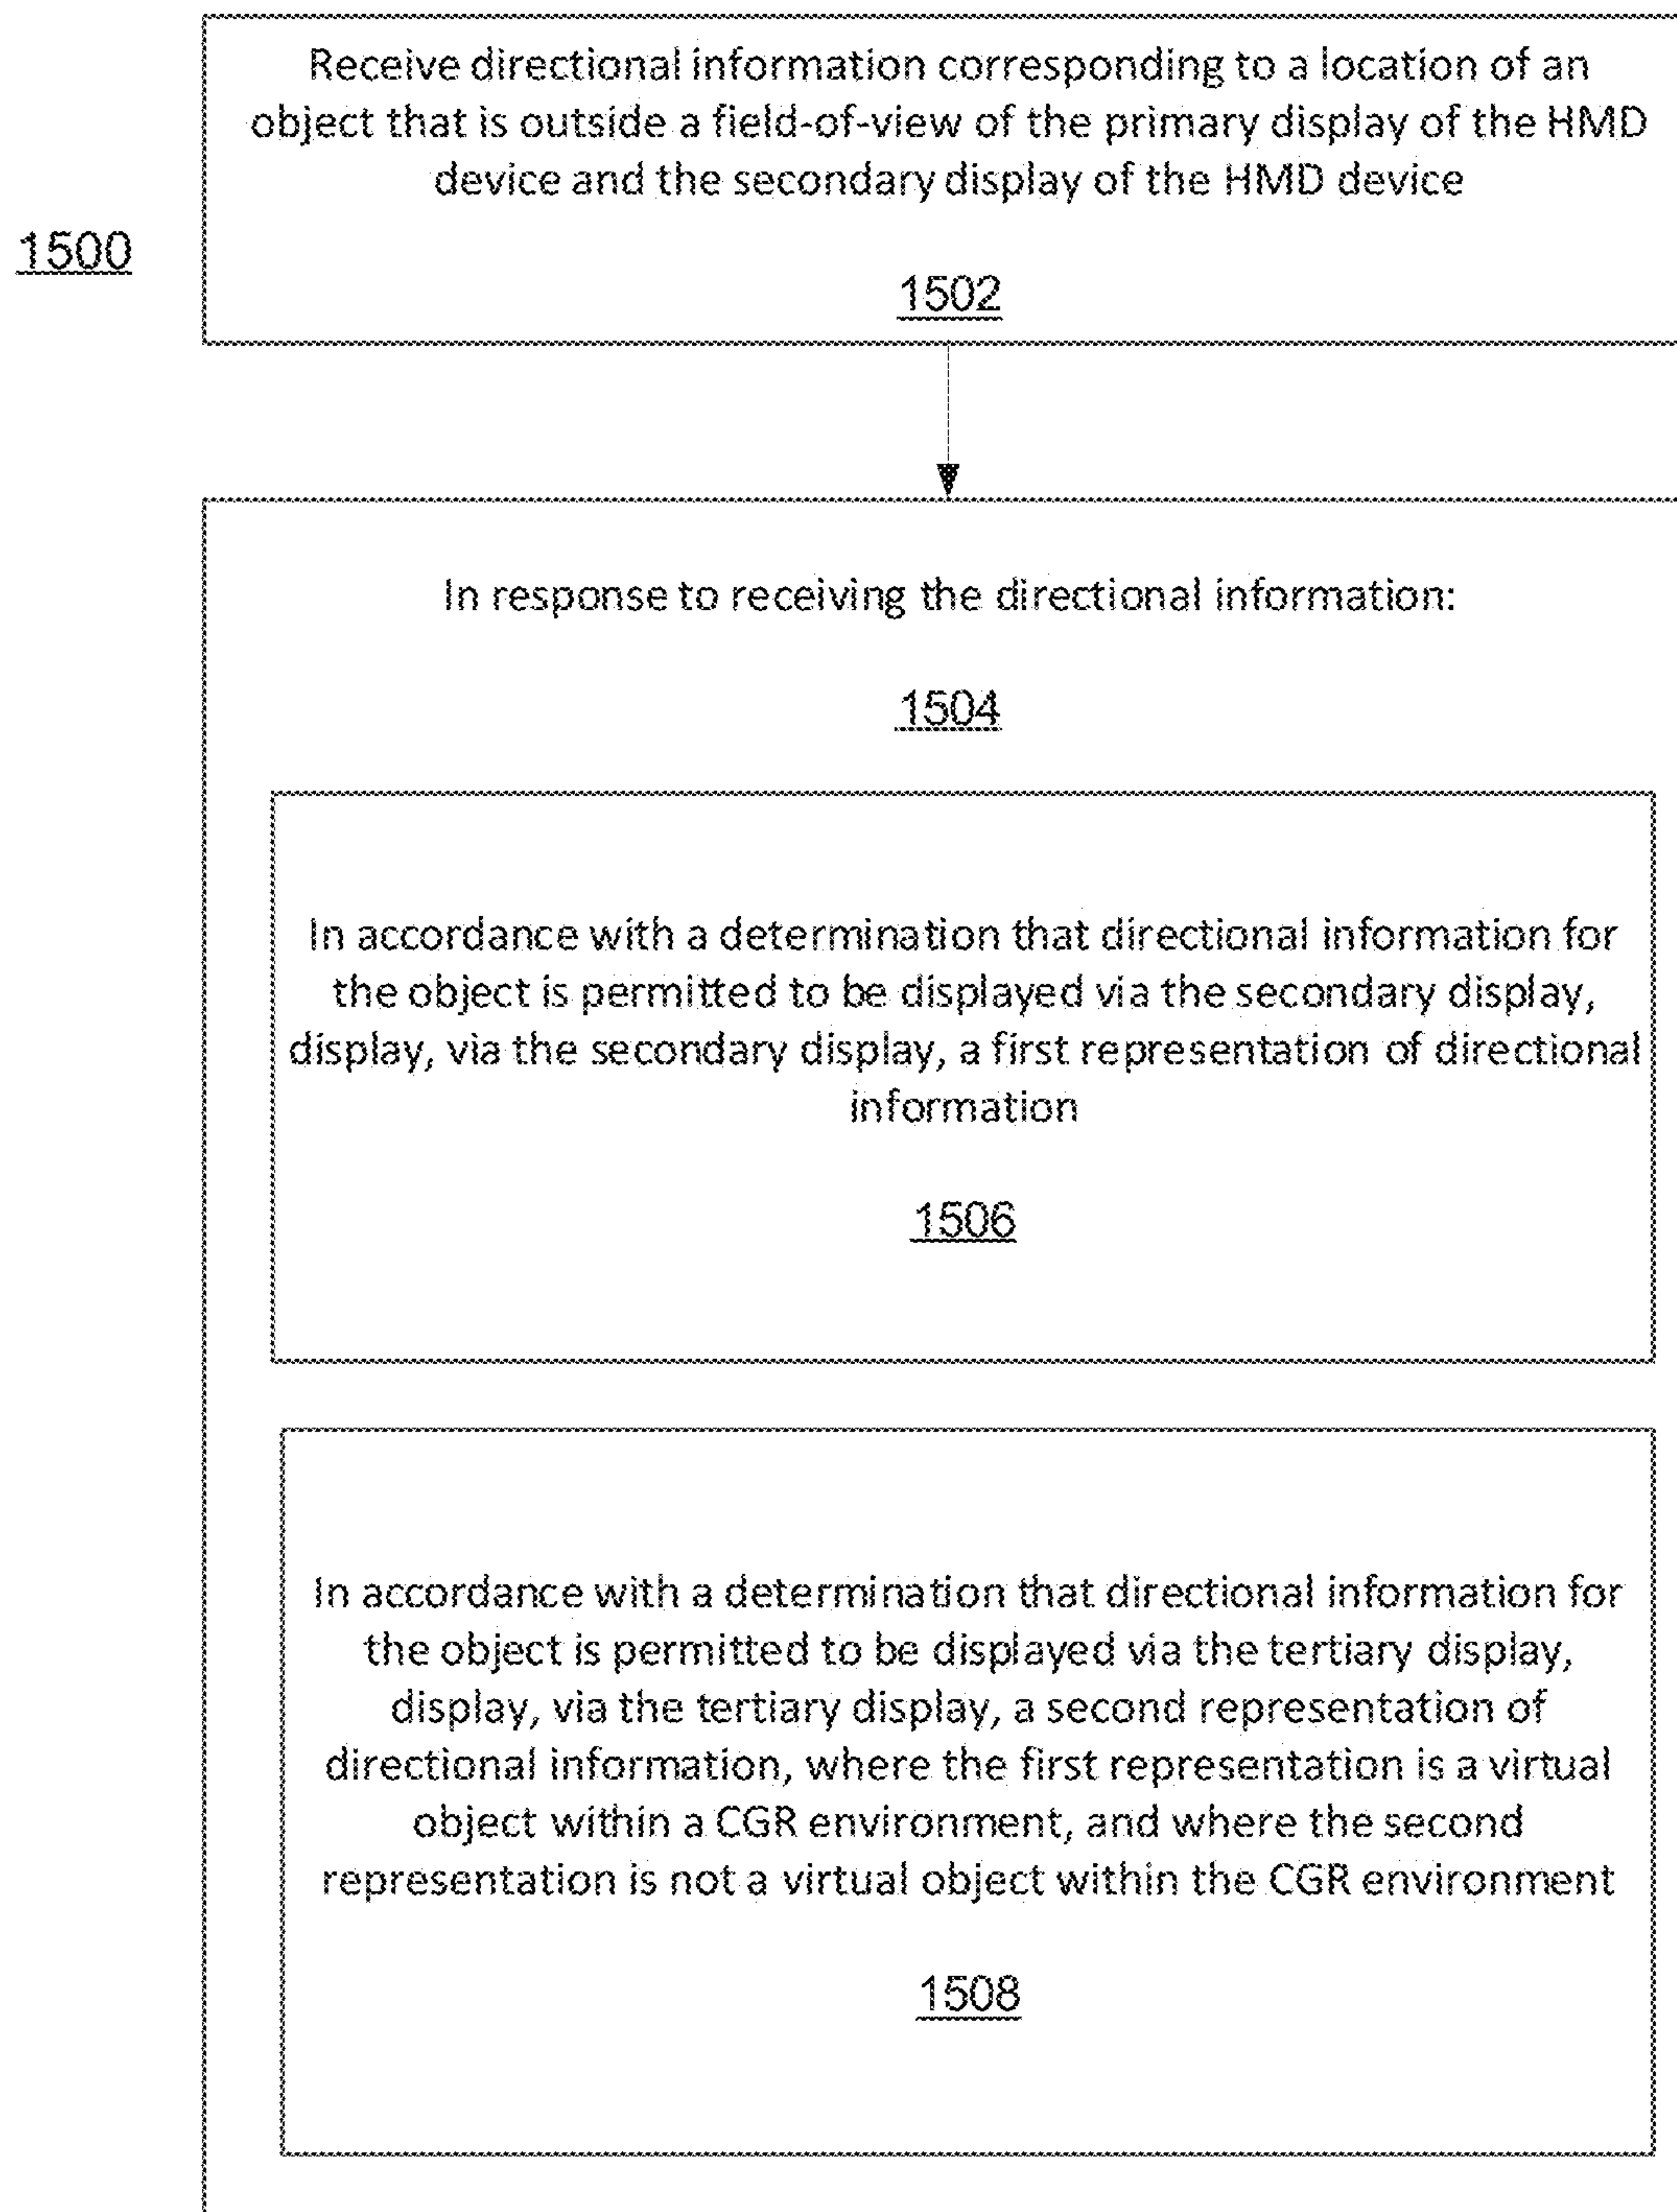 Receive directional information corresponding to a location of an
object that is outside a field-of-view of the primary display of the HMD
device and the secondary display of the HMD device
1500
1502
In response to receiving the directional information:
1504
In accordance with a determination that directional information for
the object is permitted to be displayed via the secondary display,
display, via the secondary display, a first representation of directional
information
1506
In accordance with a determination that directional information for
the object is permitted to be displayed via the tertiary display,
display, via the tertiary display, a second representation of
directional information, where the first representation is a virtual
object within a CGR environment, and where the second
representation is not a virtual object within the CGR environment
1508